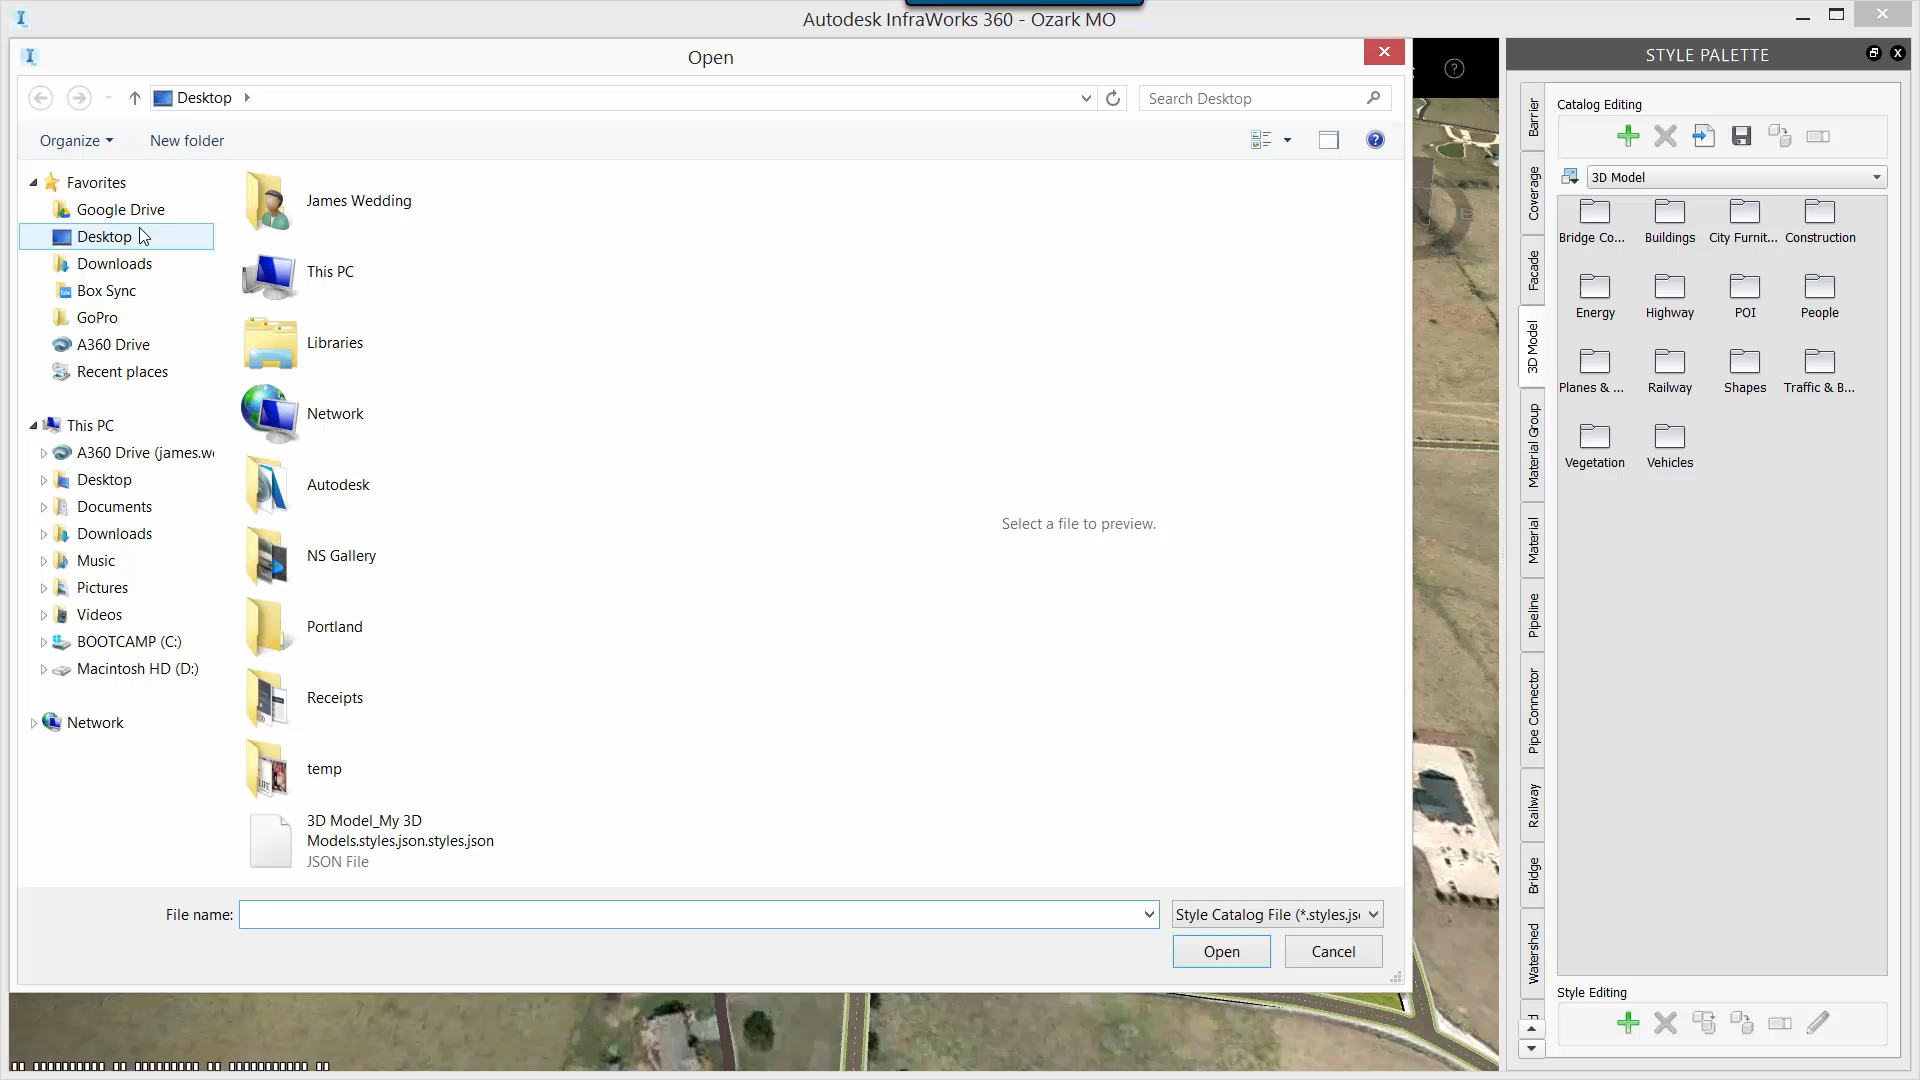 Autodesk InfraWorks 360 - Ozark MO
Open
Desktop
Search Desktop
Organize
New folder
Favorites
Google Drive
Desktop
Downloads
Box Sync
GoPro
A360 Drive
Recent places
This PC
A360 Drive (james.we
Desktop
Documents
Downloads
Music
Pictures
Videos
BOOTCAMP (C:)
Macintosh HD (D:)
Network
James Wedding
This PC
Libraries
Network
Autodesk
NS Gallery
Portland
Receipts
temp
3D Model_My 3D
Models.styles.json.styles.json
JSON File
Select a file to preview.
File name:
Style Catalog File (*.styles.js
Open
Cancel
STYLE PALETTE
Barrier
Coverage
Facade
3D Model
Material Group
Material
Pipeline
Pipe Connector
Railway
Bridge
Watershed
Catalog Editing
3D Model
Bridge Co...
Buildings
City Furnit...
Construction
Energy
Highway
POI
People
Planes & ...
Railway
Shapes
Traffic & B...
Vegetation
Vehicles
Style Editing